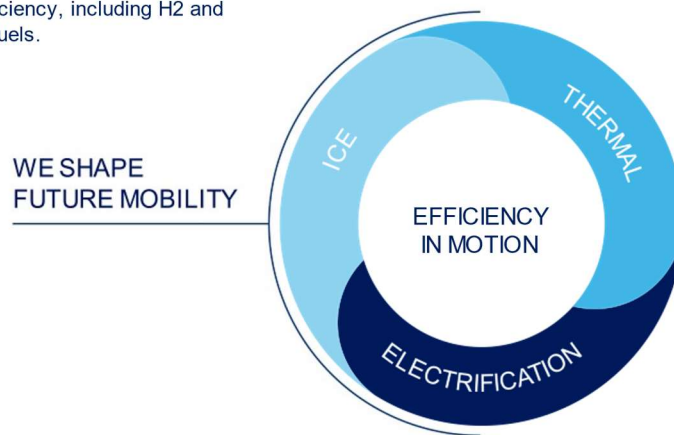 ciency, including H2 and
uels.
WE SHAPE
FUTURE MOBILITY
ICE
THERMAL
EFFICIENCY
IN MOTION
ELECTRIFICATION